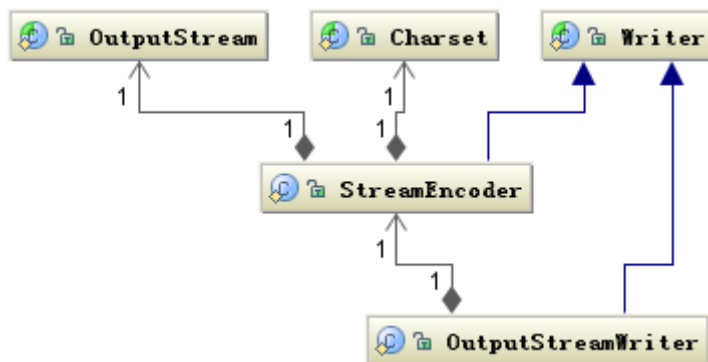 OutputStream
Charset
Writer
1
1
1
1
StreamEncoder
1
1
OutputStreamWriter